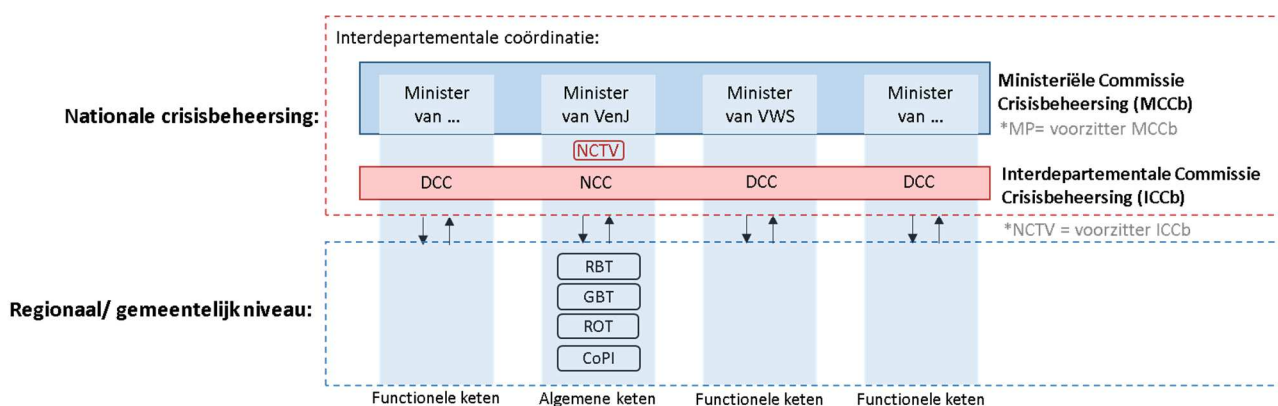 Interdepartementale coördinatie:
Nationale crisisbeheersing:
Minister
van ...
Minister
van VenJ
Minister
van VWS
Minister
van ...
Ministeriële Commissie
Crisisbeheersing (MCCb)
*MP= voorzitter MCCb
NCTV
DCC
NCC
DCC
DCC
Interdepartementale Commissie
Crisisbeheersing (ICCb)
*NCTV = voorzitter ICCb
Regionaal/ gemeentelijk niveau:
RBT
GBT
ROT
CoPI
Functionele keten
Algemene keten
Functionele keten
Functionele keten